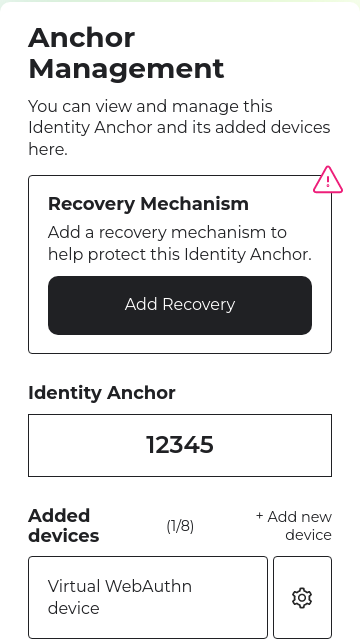 Anchor
Management
You can view and manage this
Identity Anchor and its added devices
here.
Recovery Mechanism
Add a recovery mechanism to
help protect this Identity Anchor.
Add Recovery
Identity Anchor
12345
Added
devices
(1/8)
+ Add new
device
Virtual WebAuthn
device